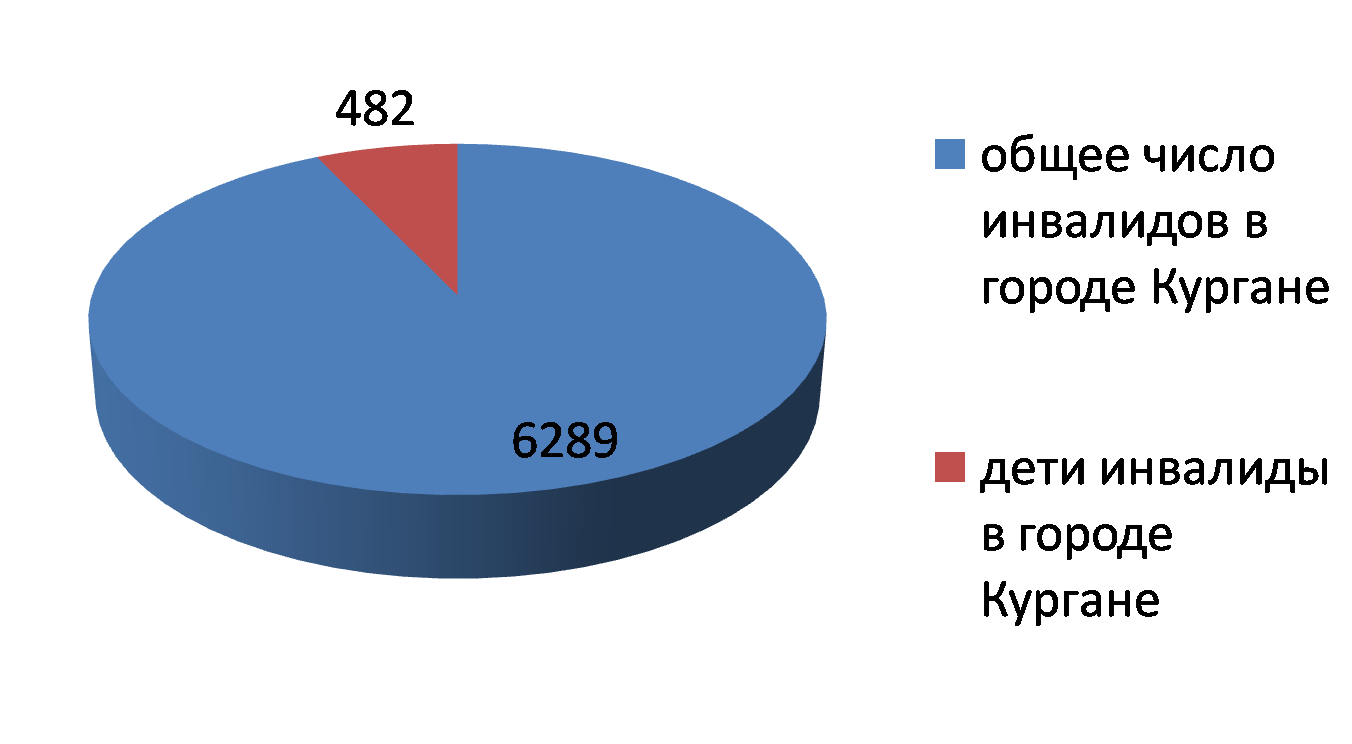 482
6289
общее число
инвалидов в
городе Кургане
дети инвалиды
в городе
Кургане